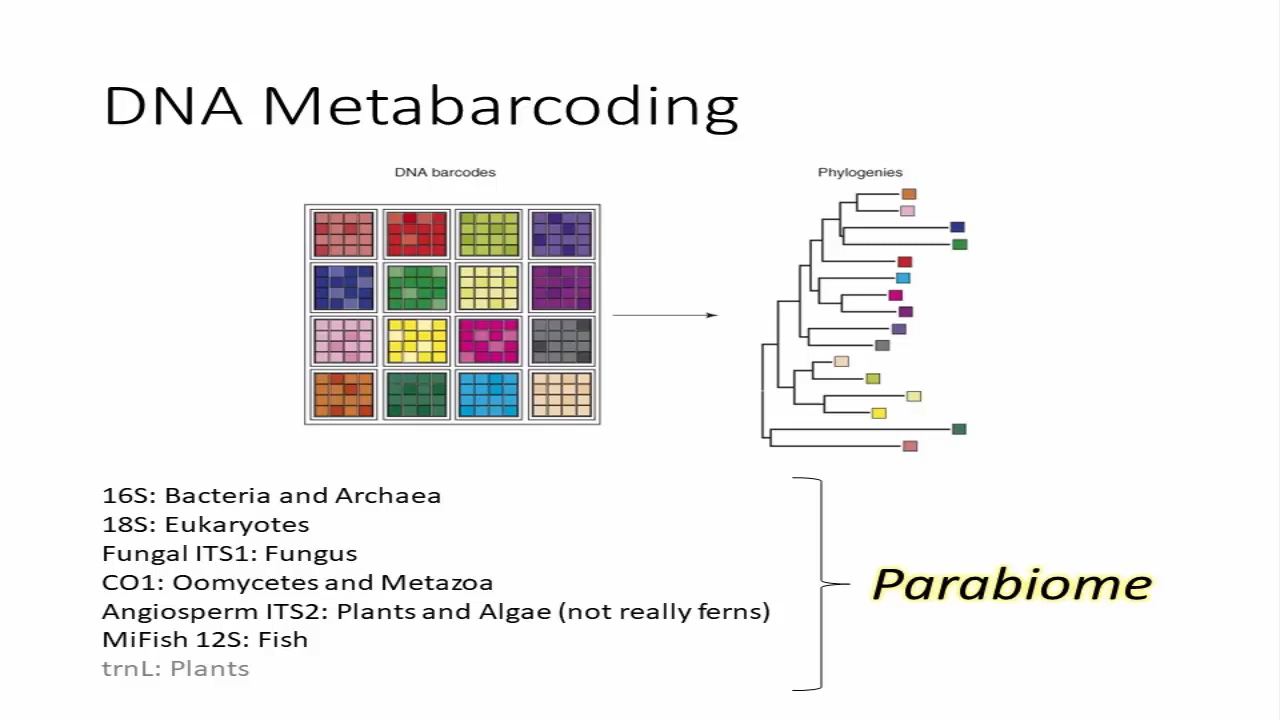 DNA Metabarcoding
DNA barcodes
Phylogenies
16S: Bacteria and Archaea
18S: Eukaryotes
Fungal ITS1: Fungus
CO1: Oomycetes and Metazoa
Angiosperm ITS2: Plants and Algae (not really ferns)
MiFish 12S: Fish
trnL: Plants
Parabiome